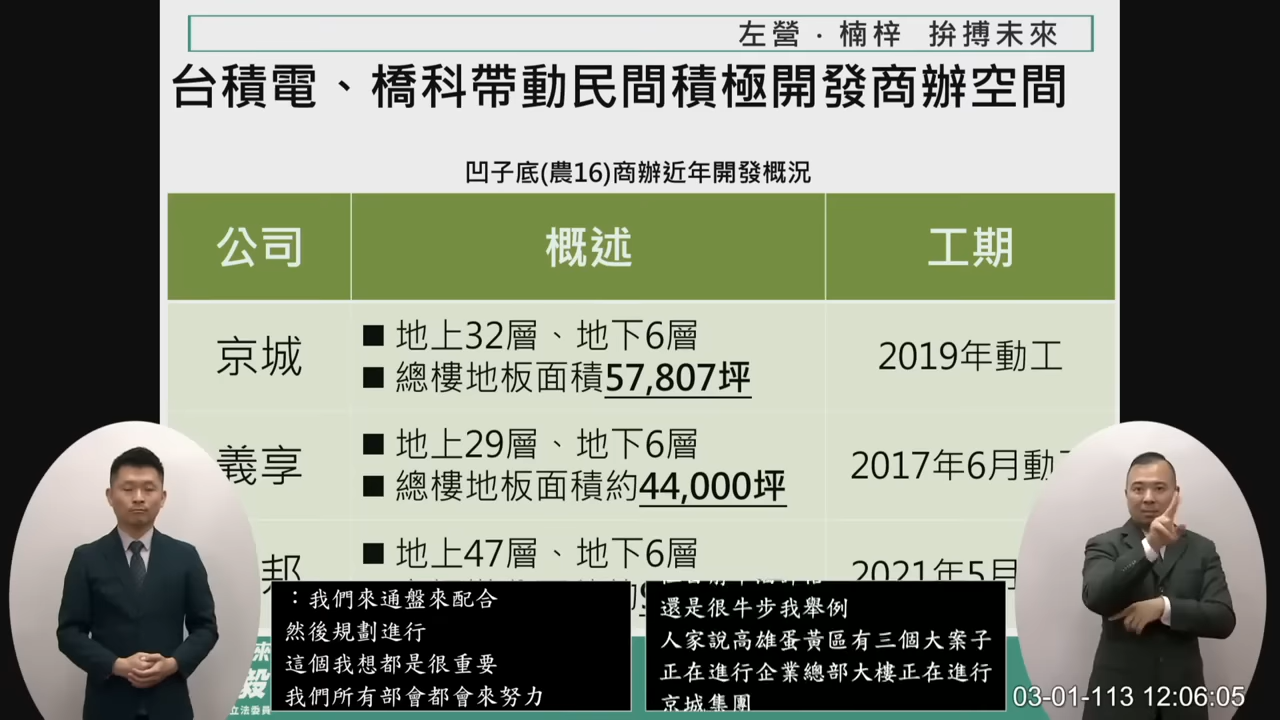 左營．楠梓 拚搏未來
台積電、橋科帶動民間積極開發商辦空間
凹子底(農16)商辦近年開發概況
公司
概述
工期
京城
■ 地上32層、地下6層
■ 總樓地板面積57,807坪
2019年動工
義享
■ 地上29層、地下6層
■ 總樓地板面積約44,000坪
2017年6月動
邦
■ 地上47層、地下6層
2021年5月
來
毅
立法委員
：我們來通盤來配合
然後規劃進行
這個我想都是很重要
我們所有部會都會來努力
還是很牛步我舉例
人家說高雄蛋黃區有三個大案子
正在進行企業總部大樓正在進行
京城集團
03-01-113 12:06:05